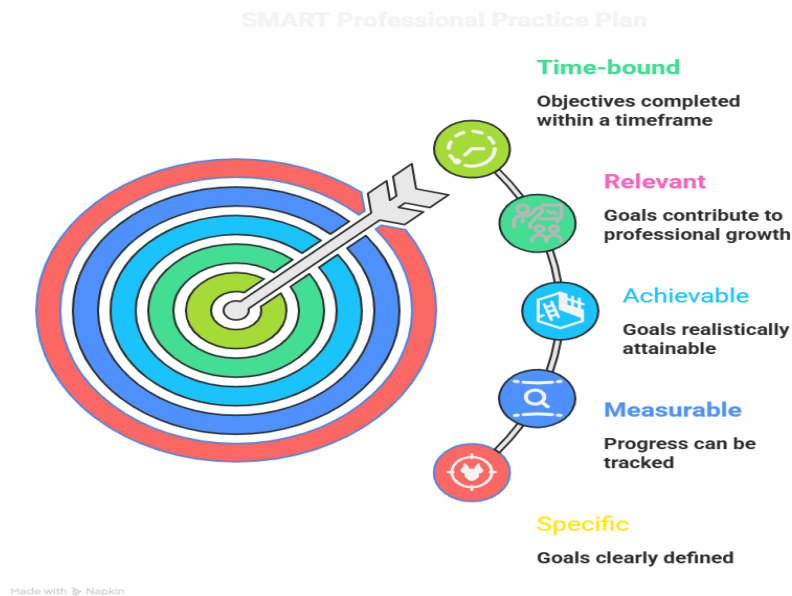 SMART Professional Practice Plan
Time-bound
Objectives completed
within a timeframe
Relevant
Goals contribute to
professional growth
Achievable
Goals realistically
attainable
Measurable
Progress can be
tracked
Specific
Goals clearly defined
Made with Napkin